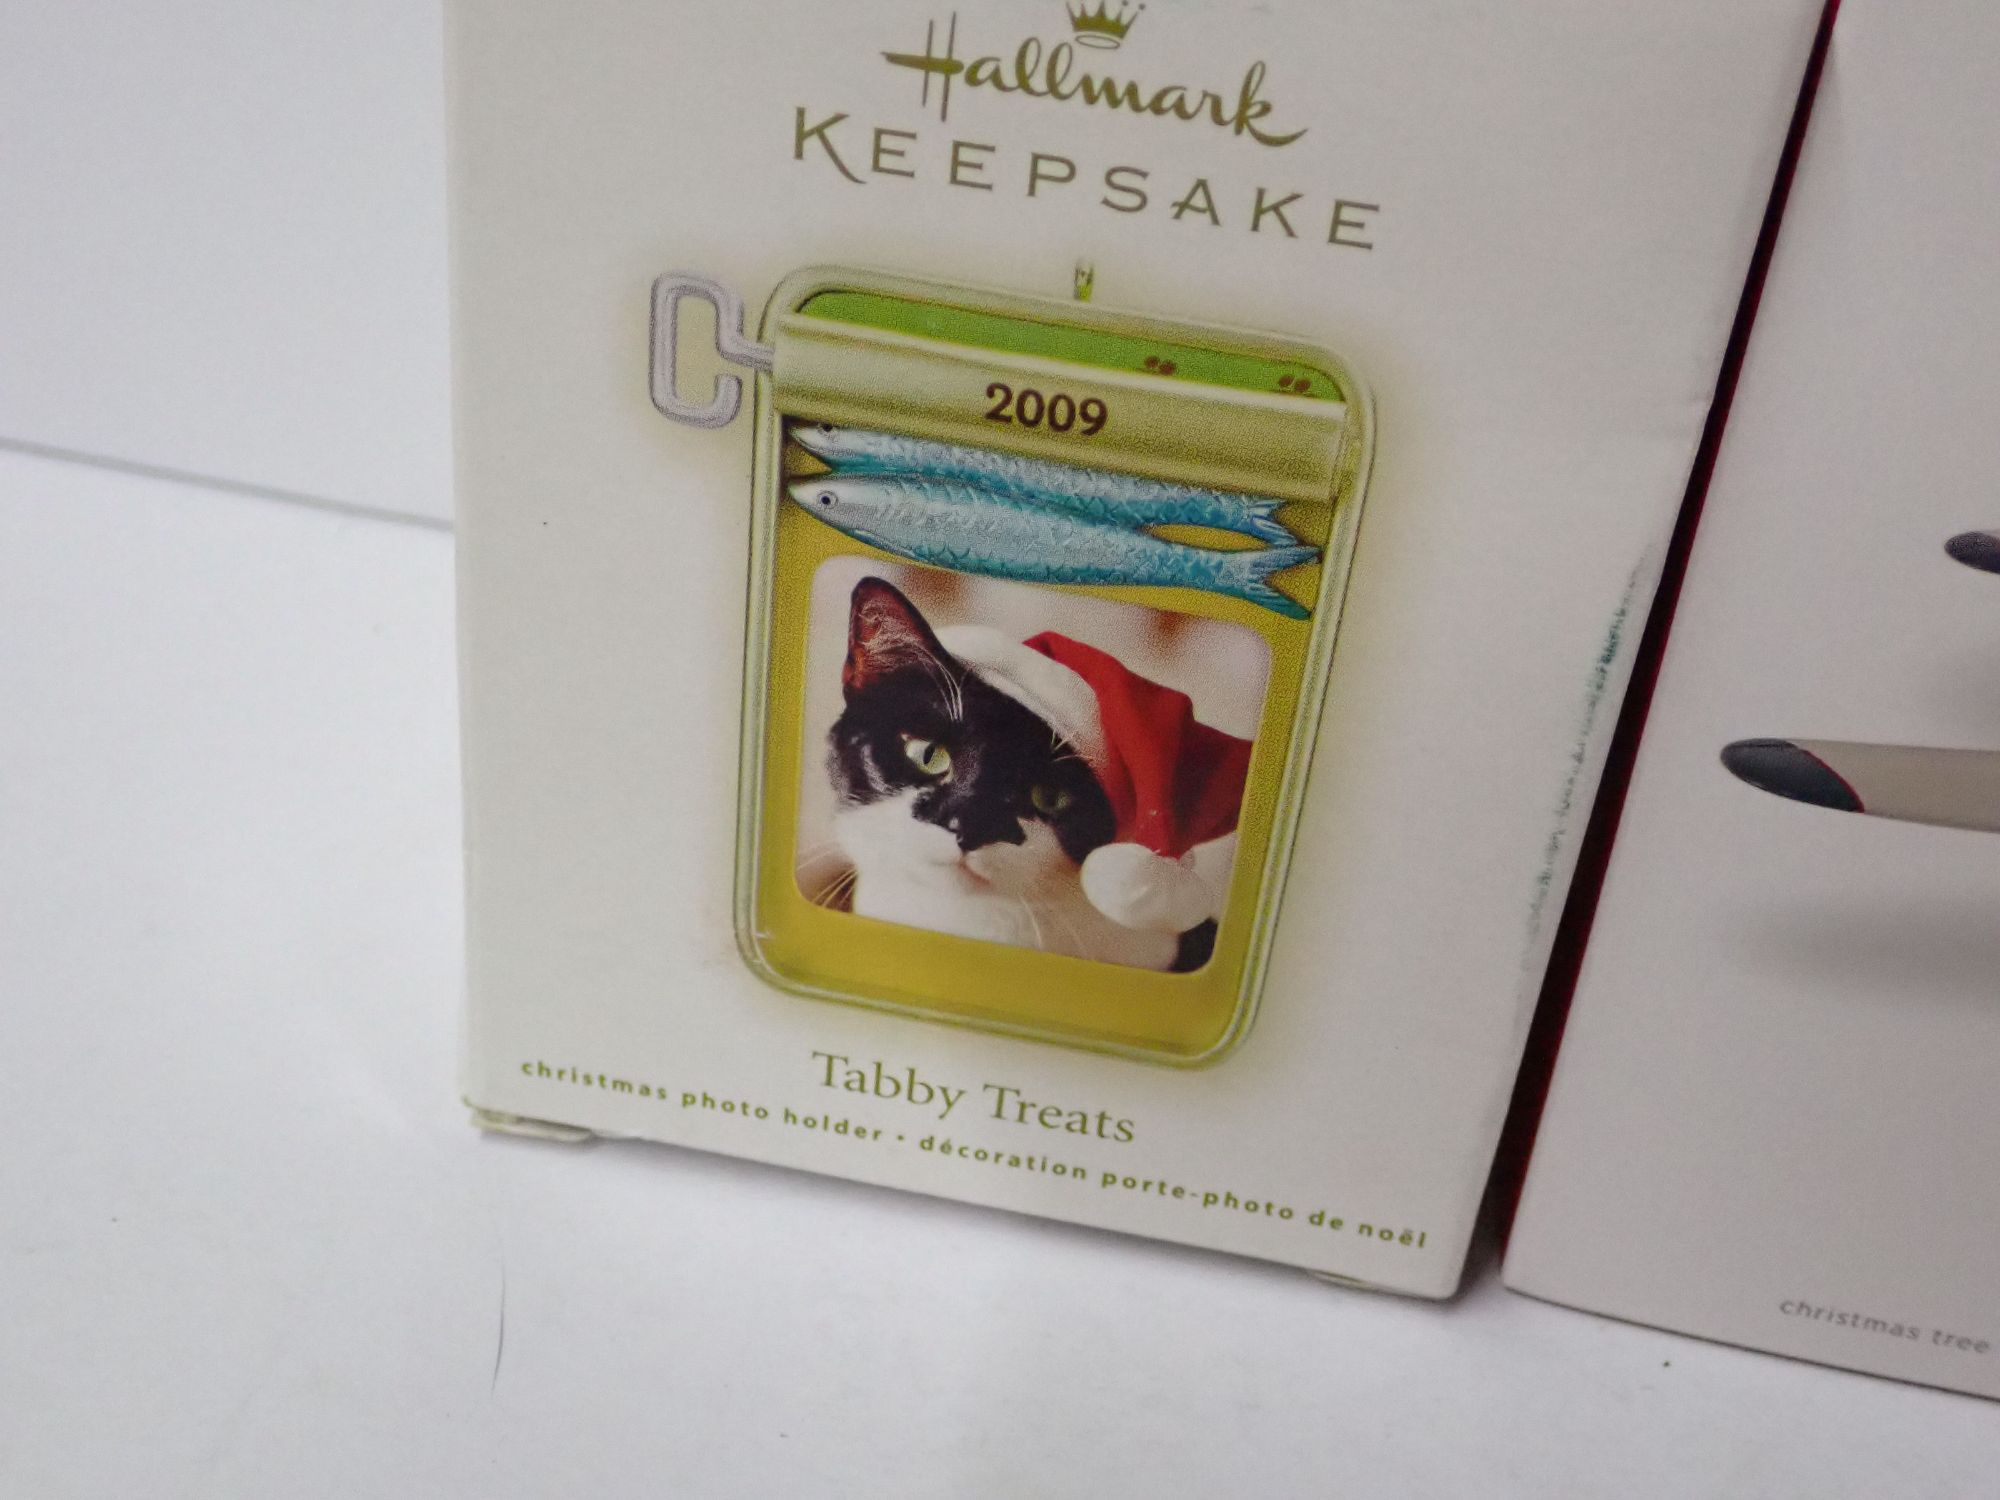 Hallmark
KEEPSAKE
2009
Tabby Treats
christmas photo holder • décoration porte-photo de noël
christmas tree